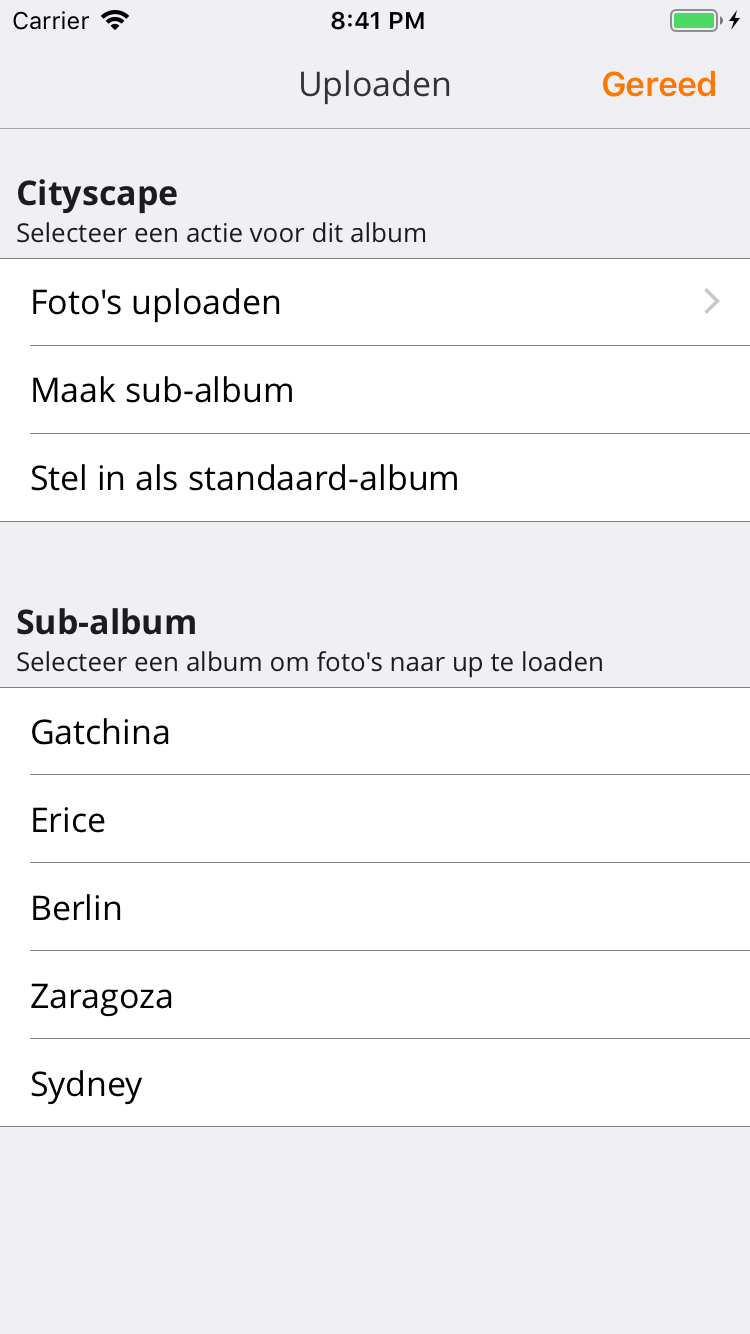 Carrier 8:41 PM
Uploaden Gereed
Cityscape
Selecteer een actie voor dit album
Foto's uploaden
Maak sub-album
Stel in als standaard-album
Sub-album
Selecteer een album om foto's naar up te loaden
Gatchina
Erice
Berlin
Zaragoza
Sydney